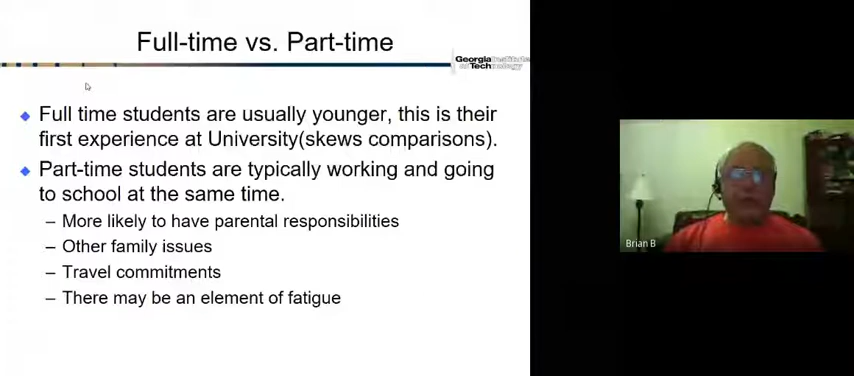 Full-time vs. Part-time
Georgia Institute
of Technology
Full time students are usually younger, this is their
first experience at University(skews comparisons).
Part-time students are typically working and going
to school at the same time.
– More likely to have parental responsibilities
– Other family issues
– Travel commitments
– There may be an element of fatigue
Brian B